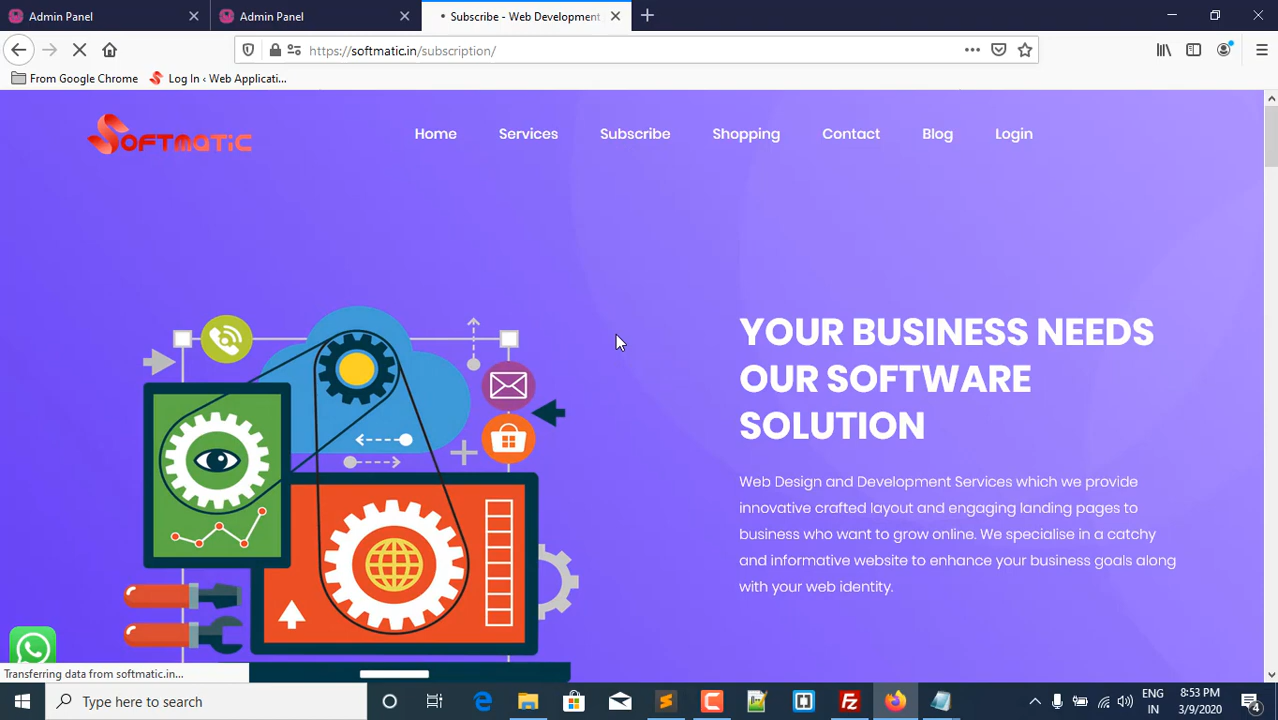 Admin Panel
Admin Panel
Subscribe - Web Development
https://softmatic.in/subscription/
From Google Chrome
Log In ‹ Web Applicati...
SOFTMATIC
Home
Services
Subscribe
Shopping
Contact
Blog
Login
YOUR BUSINESS NEEDS
OUR SOFTWARE
SOLUTION
Web Design and Development Services which we provide
innovative crafted layout and engaging landing pages to
business who want to grow online. We specialise in a catchy
and informative website to enhance your business goals along
with your web identity.
Transferring data from softmatic.in...
Type here to search
ENG
IN
8:53 PM
3/9/2020
4